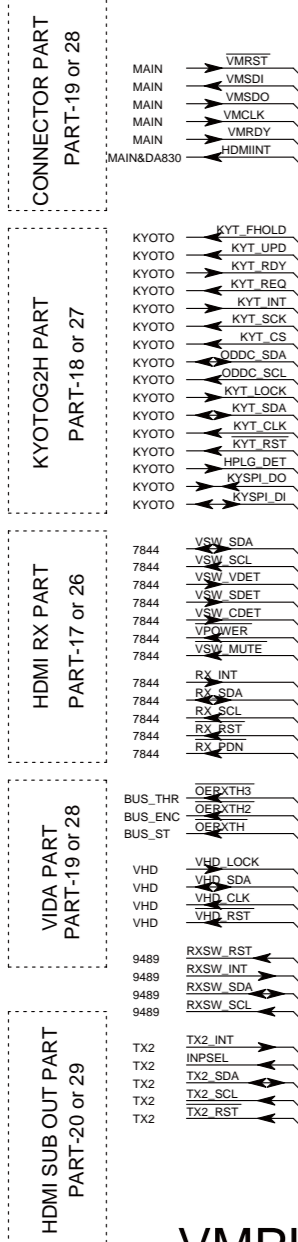 CONNECTOR PART
PART-19 or 28
MAIN VMRST
MAIN VMSDI
MAIN VMSDO
MAIN VMCLK
MAIN VMRDY
MAIN&DA830 HDMIINT
KYOTOG2H PART
PART-18 or 27
KYOTO KYT_FHOLD
KYOTO KYT_UPD
KYOTO KYT_RDY
KYOTO KYT_REQ
KYOTO KYT_INT
KYOTO KYT_SCK
KYOTO KYT_CS
KYOTO ODDC_SDA
KYOTO ODDC_SCL
KYOTO KYT_LOCK
KYOTO KYT_SDA
KYOTO KYT_CLK
KYOTO KYT_RST
KYOTO HPLG_DET
KYOTO KYSPI_DO
KYOTO KYSPI_DI
HDMI RX PART
PART-17 or 26
7844 VSW_SDA
7844 VSW_SCL
7844 VSW_VDET
7844 VSW_SDET
7844 VSW_CDET
7844 VPOWER
7844 VSW_MUTE
7844 RX_INT
7844 RX_SDA
7844 RX_SCL
7844 RX_RST
7844 RX_PDN
VIDA PART
PART-19 or 28
BUS_THR OERXTH3
BUS_ENC OERXTH2
BUS_ST OERXTH
VHD VHD_LOCK
VHD VHD_SDA
VHD VHD_CLK
VHD VHD_RST
9489 RXSW_RST
9489 RXSW_INT
9489 RXSW_SDA
9489 RXSW_SCL
HDMI SUB OUT PART
PART-20 or 29
TX2 TX2_INT
TX2 INPSEL
TX2 TX2_SDA
TX2 TX2_SCL
TX2 TX2_RST